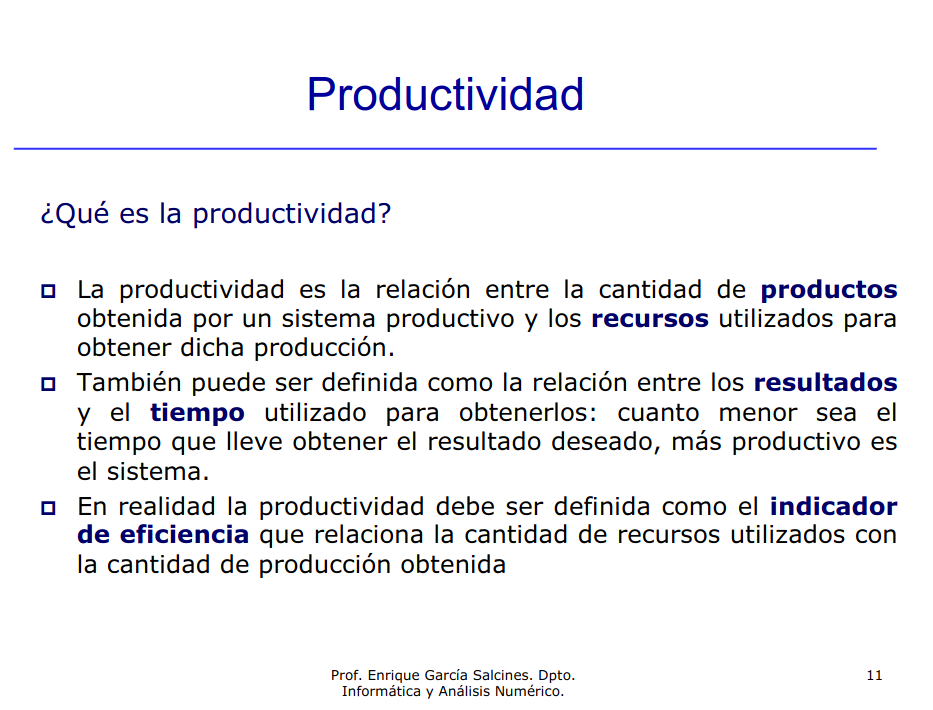 Productividad
¿Qué es la productividad?
La productividad es la relación entre la cantidad de productos
obtenida por un sistema productivo y los recursos utilizados para
obtener dicha producción.
También puede ser definida como la relación entre los resultados
y el tiempo utilizado para obtenerlos: cuanto menor sea el
tiempo que lleve obtener el resultado deseado, más productivo es
el sistema.
En realidad la productividad debe ser definida como el indicador
de eficiencia que relaciona la cantidad de recursos utilizados con
la cantidad de producción obtenida
Prof. Enrique García Salcines. Dpto.
Informática y Análisis Numérico.
11